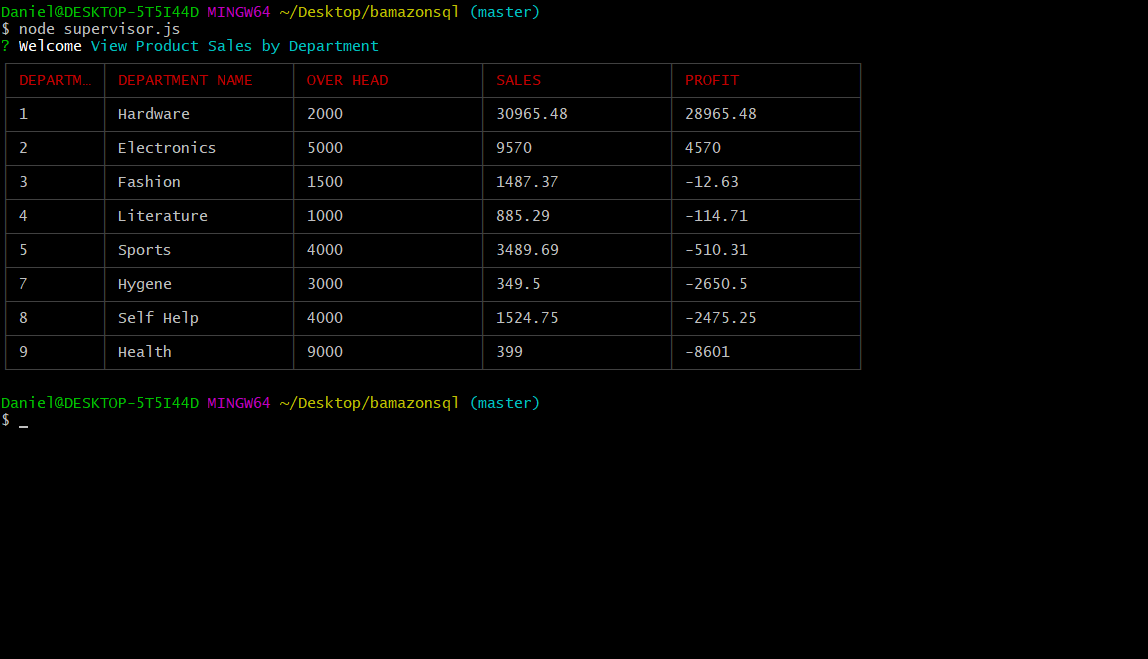 Daniel@DESKTOP-5T5I44D MINGW64 ~/Desktop/bamazonsql (master)
$ node supervisor.js
? Welcome View Product Sales by Department
DEPARTM… DEPARTMENT NAME OVER HEAD SALES PROFIT
1 Hardware 2000 30965.48 28965.48
2 Electronics 5000 9570 4570
3 Fashion 1500 1487.37 -12.63
4 Literature 1000 885.29 -114.71
5 Sports 4000 3489.69 -510.31
7 Hygene 3000 349.5 -2650.5
8 Self Help 4000 1524.75 -2475.25
9 Health 9000 399 -8601
Daniel@DESKTOP-5T5I44D MINGW64 ~/Desktop/bamazonsql (master)
$ _